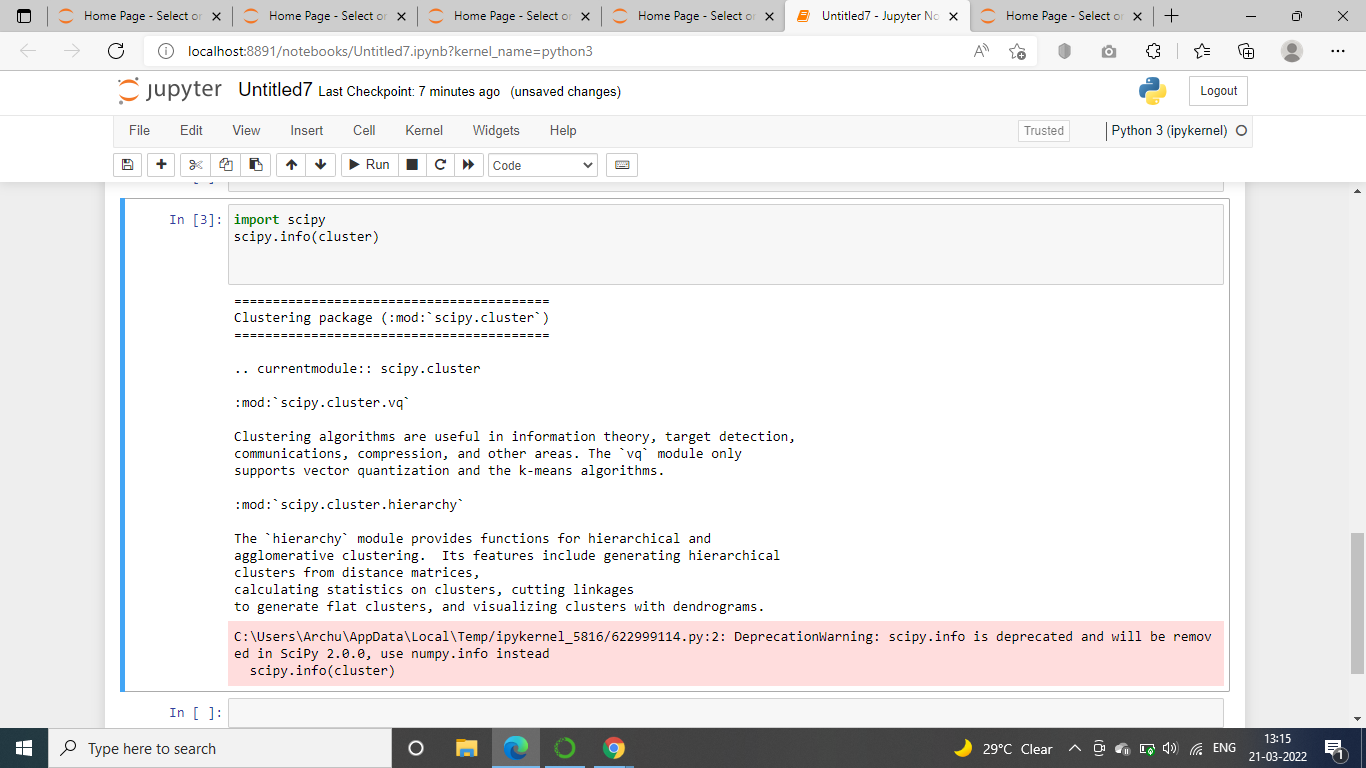 Home Page - Select or
Home Page - Select or
Home Page - Select or
Home Page - Select or
Untitled7 - Jupyter No
Home Page - Select or
localhost:8891/notebooks/Untitled7.ipynb?kernel_name=python3
jupyter Untitled7 Last Checkpoint: 7 minutes ago (unsaved changes)
Logout
File Edit View Insert Cell Kernel Widgets Help
Trusted
Python 3 (ipykernel)
Run
Code
In [3]:
import scipy
scipy.info(cluster)
=========================================
Clustering package (:mod:`scipy.cluster`)
=========================================
.. currentmodule:: scipy.cluster
:mod:`scipy.cluster.vq`
Clustering algorithms are useful in information theory, target detection,
communications, compression, and other areas. The `vq` module only
supports vector quantization and the k-means algorithms.
:mod:`scipy.cluster.hierarchy`
The `hierarchy` module provides functions for hierarchical and
agglomerative clustering.  Its features include generating hierarchical
clusters from distance matrices,
calculating statistics on clusters, cutting linkages
to generate flat clusters, and visualizing clusters with dendrograms.
C:\Users\Archu\AppData\Local\Temp/ipykernel_5816/622999114.py:2: DeprecationWarning: scipy.info is deprecated and will be remov
ed in SciPy 2.0.0, use numpy.info instead
  scipy.info(cluster)
In [ ]:
Type here to search
29°C Clear
ENG
13:15
21-03-2022
1